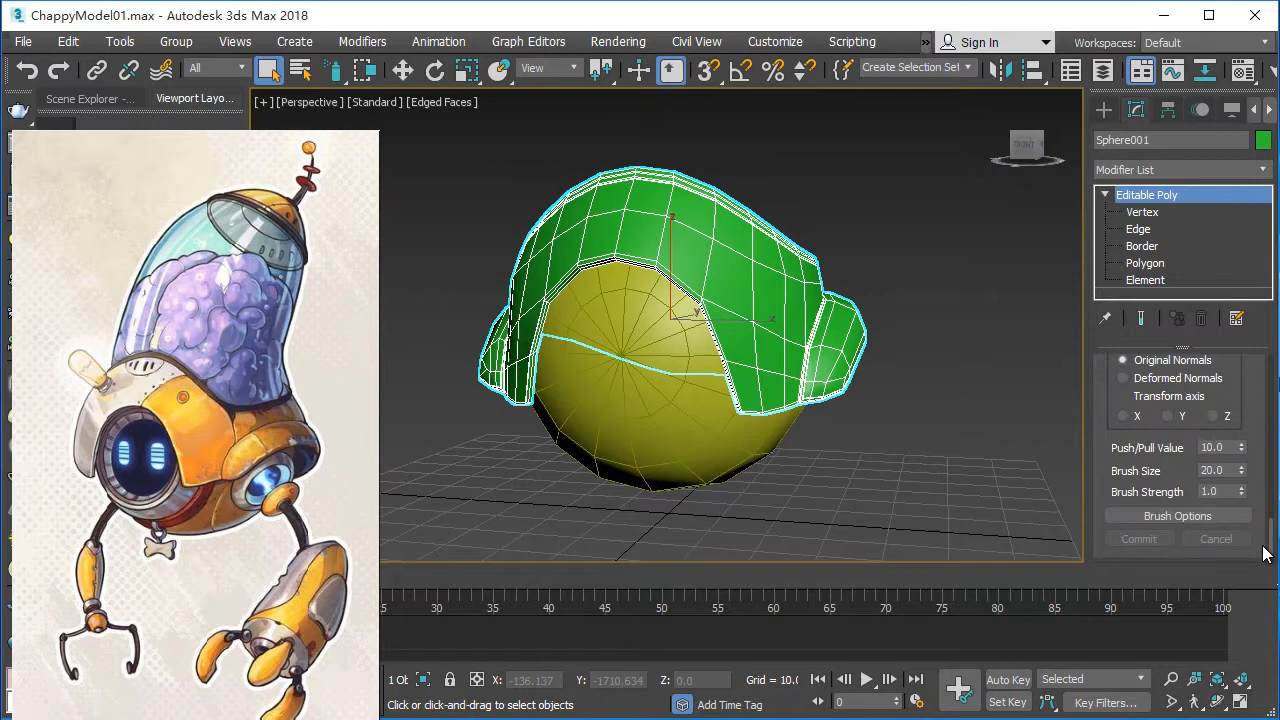 ChappyModel01.max - Autodesk 3ds Max 2018
File Edit Tools Group Views Create Modifiers Animation Graph Editors Rendering Civil View Customize Scripting » Sign In Workspaces: Default
All View Create Selection Set
Scene Explorer -... Viewport Layo...
[+] [Perspective] [Standard] [Edged Faces]
FRONT
Sphere001
Modifier List
Editable Poly
Vertex
Edge
Border
Polygon
Element
z
y
x
Original Normals
Deformed Normals
Transform axis
X Y Z
Push/Pull Value 10.0
Brush Size 20.0
Brush Strength 1.0
Brush Options
Commit Cancel
25 30 35 40 45 50 55 60 65 70 75 80 85 90 95 100
1 Ob X: -136.137 Y: -1710.634 Z: 0.0 Grid = 10.0 Auto Key Selected
Click or click-and-drag to select objects Add Time Tag 0 Set Key Key Filters...